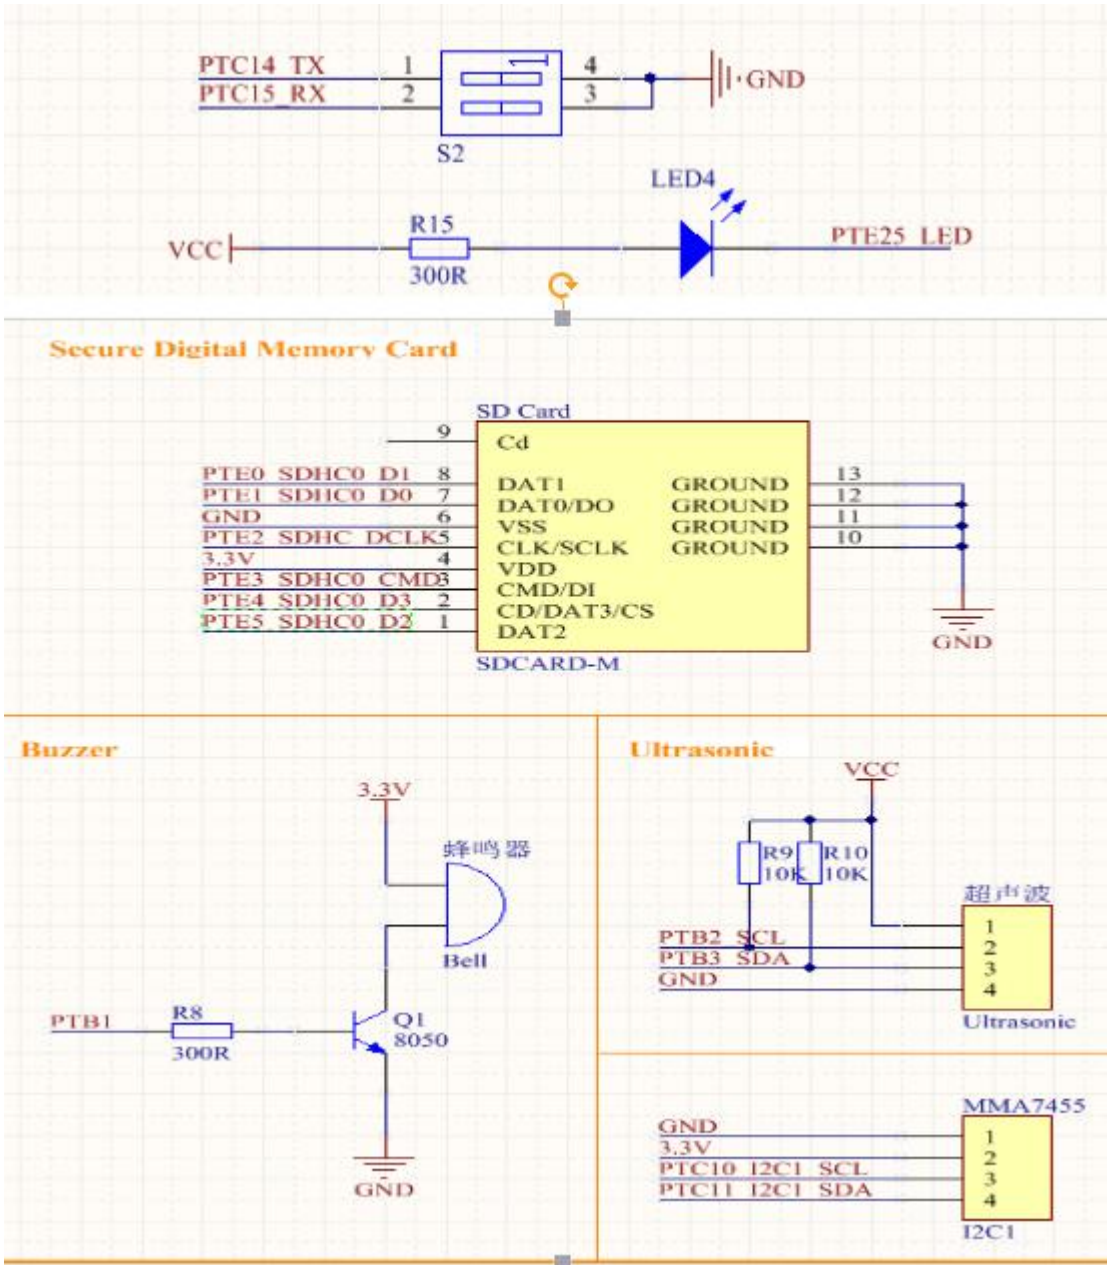 PTC14_TX 1 4 GND
PTC15_RX 2 3
1
S2
LED4
VCC R15 PTE25_LED
300R
Secure Digital Memory Card
SD Card
9 Cd
PTE0_SDHC0_D1 8 DAT1 GROUND 13
PTE1_SDHC0_D0 7 DAT0/DO GROUND 12
GND 6 VSS GROUND 11
PTE2_SDHC_DCLK 5 CLK/SCLK GROUND 10
3.3V 4 VDD
PTE3_SDHC0_CMD 3 CMD/DI
PTE4_SDHC0_D3 2 CD/DAT3/CS
PTE5_SDHC0_D2 1 DAT2
GND
SDCARD-M
Buzzer
3.3V
蜂鸣器
Bell
PTB1 R8
300R
Q1
8050
GND
Ultrasonic
VCC
R9 R10
10K 10K
超声波
1
PTB2_SCL 2
PTB3_SDA 3
GND 4
Ultrasonic
MMA7455
GND 1
3.3V 2
PTC10_I2C1_SCL 3
PTC11_I2C1_SDA 4
I2C1